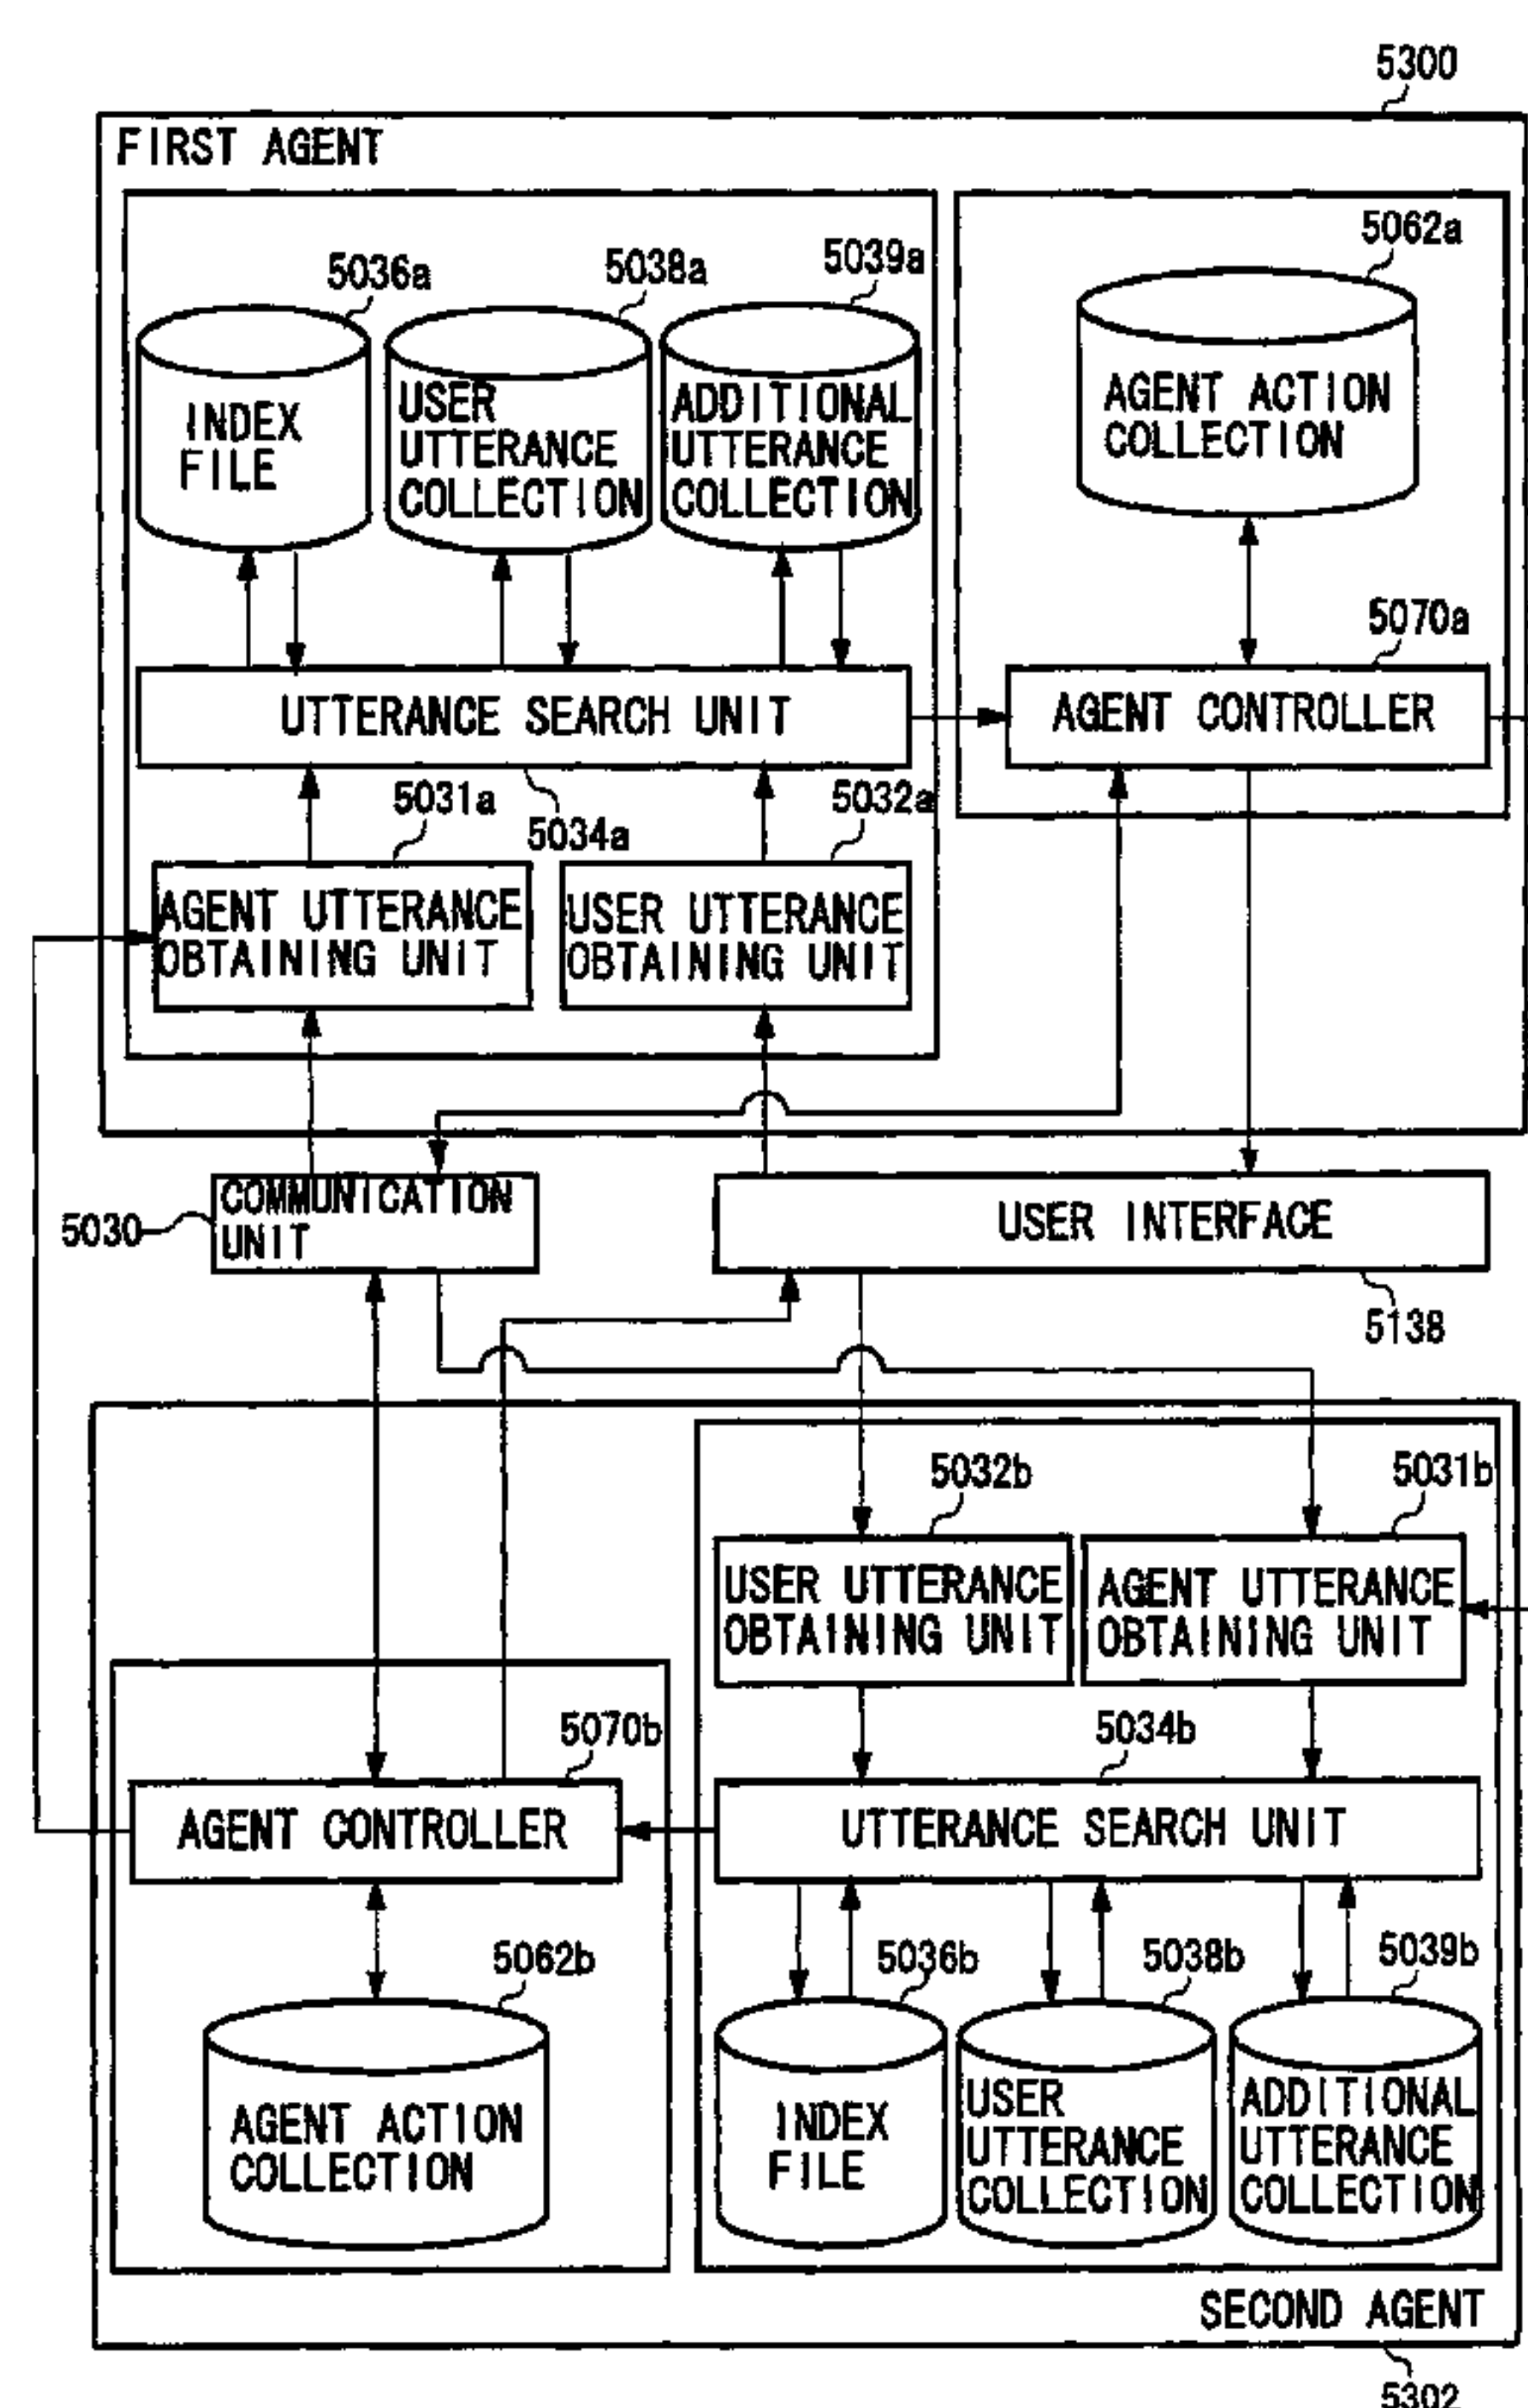 5300
FIRST AGENT
5036a
5038a
5039a
5062a
INDEX
FILE
USER
UTTERANCE
COLLECTION
ADDITIONAL
UTTERANCE
COLLECTION
AGENT ACTION
COLLECTION
5070a
UTTERANCE SEARCH UNIT
AGENT CONTROLLER
5031a
5034a
5032a
AGENT UTTERANCE
OBTAINING UNIT
USER UTTERANCE
OBTAINING UNIT
5030
COMMUNICATION
UNIT
USER INTERFACE
5138
5032b
5031b
USER UTTERANCE
OBTAINING UNIT
AGENT UTTERANCE
OBTAINING UNIT
5070b
5034b
AGENT CONTROLLER
UTTERANCE SEARCH UNIT
5062b
5036b
5038b
5039b
AGENT ACTION
COLLECTION
INDEX
FILE
USER
UTTERANCE
COLLECTION
ADDITIONAL
UTTERANCE
COLLECTION
SECOND AGENT
5302